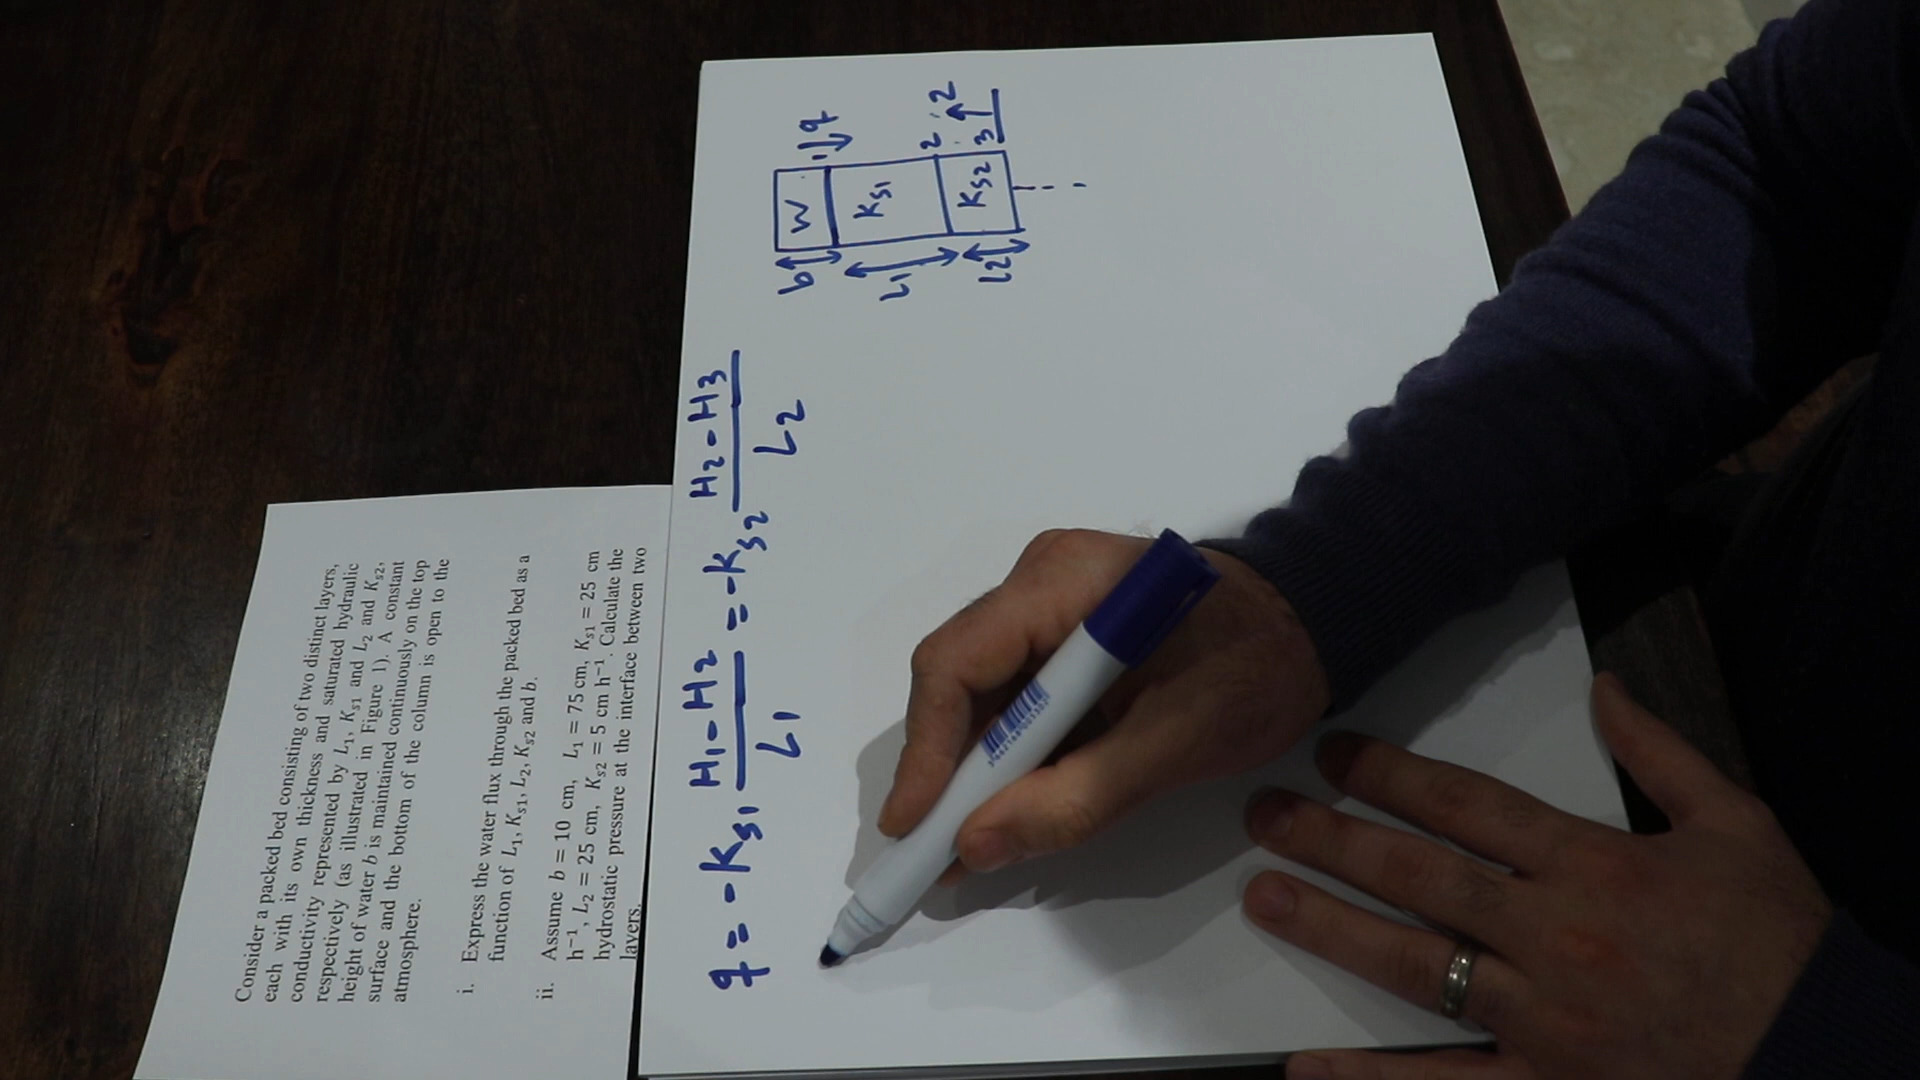 Consider a packed bed consisting of two distinct layers,
each with its own thickness and saturated hydraulic
conductivity represented by L₁, Kₛ₁ and L₂ and Kₛ₂,
respectively (as illustrated in Figure 1). A constant
height of water b is maintained continuously on the top
surface and the bottom of the column is open to the
atmosphere.
i. Express the water flux through the packed bed as a
function of L₁, Kₛ₁, L₂, Kₛ₂ and b.
ii. Assume b = 10 cm, L₁ = 75 cm, Kₛ₁ = 25 cm
h⁻¹, L₂ = 25 cm, Kₛ₂ = 5 cm h⁻¹. Calculate the
hydrostatic pressure at the interface between two
layers.
q = -Ks1 (H1-H2)/L1 = -Ks2 (H2-H3)/L2
b W 1 q
L1 Ks1
2
L2 Ks2 3 z